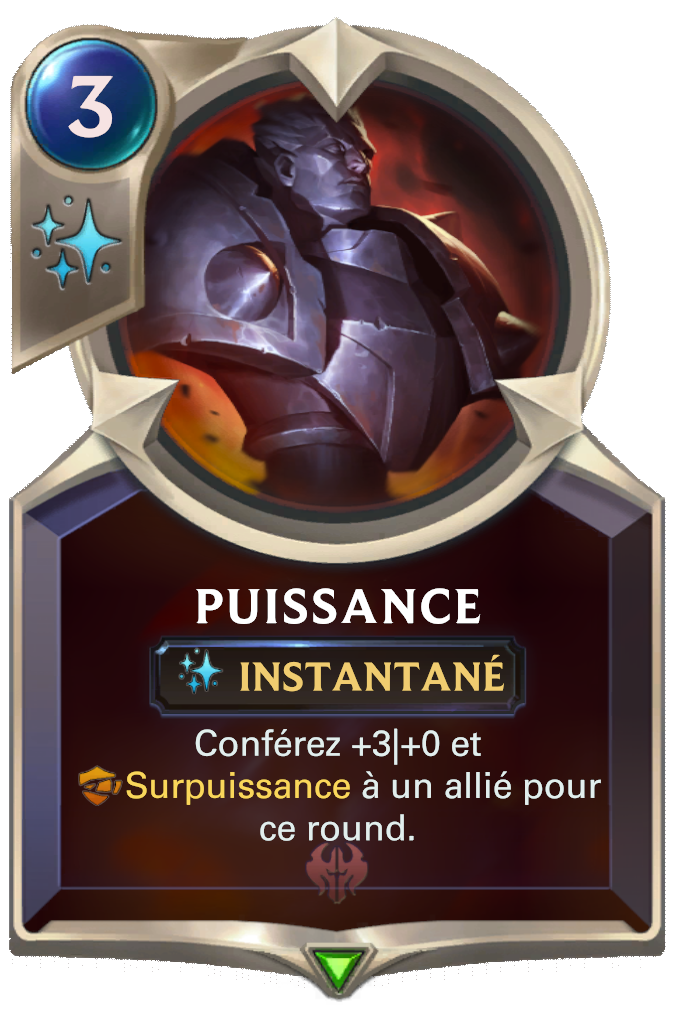 3
PUISSANCE
INSTANTANÉ
Conférez +3|+0 et
Surpuissance à un allié pour
ce round.